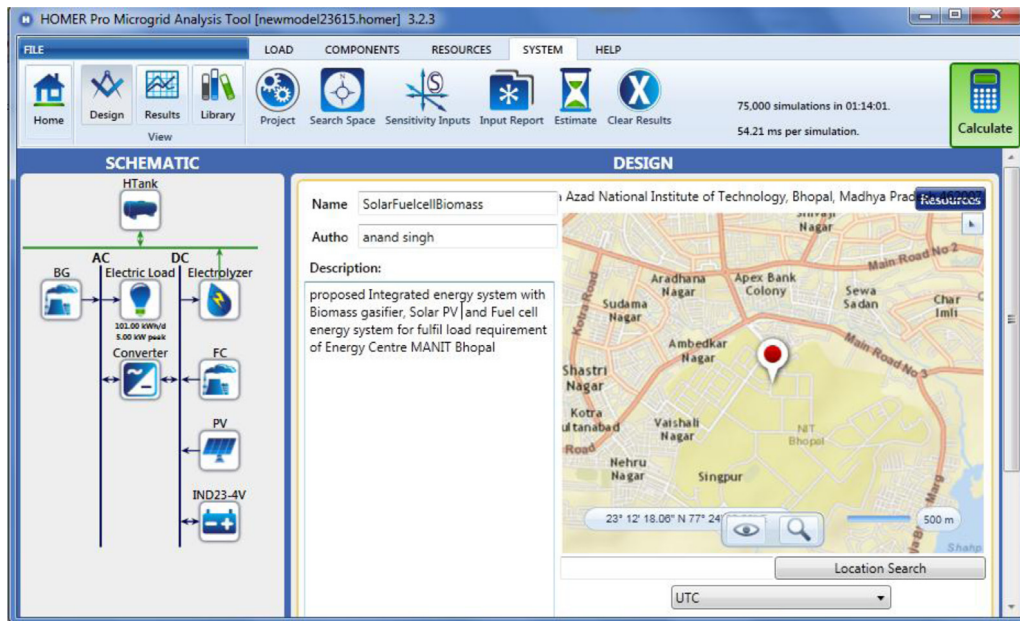 HOMER Pro Microgrid Analysis Tool [newmodel23615.homer] 3.2.3
FILE
LOAD COMPONENTS RESOURCES SYSTEM HELP
Home
Design
Results
Library
View
Project
Search Space
Sensitivity Inputs
Input Report
Estimate
Clear Results
75,000 simulations in 01:14:01.
54.21 ms per simulation.
Calculate
SCHEMATIC
HTank
AC DC
BG Electric Load Electrolyzer
101.00 kWh/d
5.00 kW peak
Converter FC
PV
IND23-4V
DESIGN
Name SolarFuelcellBiomass
Autho anand singh
Description:
proposed Integrated energy system with
Biomass gasifier, Solar PV and Fuel cell
energy system for fulfil load requirement
of Energy Centre MANIT Bhopal
Azad National Institute of Technology, Bhopal, Madhya Prad
Resources
Shivaji
Nagar
Main Road No 2
Aradhana
Nagar
Apex Bank
Colony
Sewa
Sadan
Char
Imli
Kotra Road
Sudama
Nagar
Ambedkar
Nagar
Main Road No 3
Shastri
Nagar
Kotra
ultanabad
Road
Vaishali
Nagar
NIT
Bhopal
Nehru
Nagar
Singpur
Marg
23° 12' 18.06" N 77° 24'
500 m
Shahp
Location Search
UTC